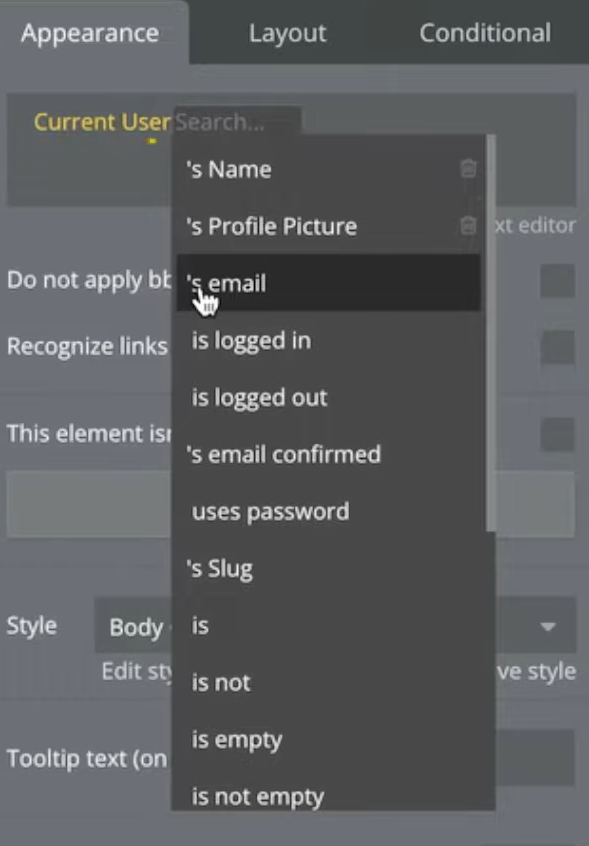 Appearance Layout Conditional
Current User Search...
's Name
's Profile Picture
xt editor
Do not apply bb
's email
Recognize links
is logged in
is logged out
This element isn
's email confirmed
uses password
's Slug
Style Body
is
Edit sty
ve style
is not
is empty
Tooltip text (on
is not empty